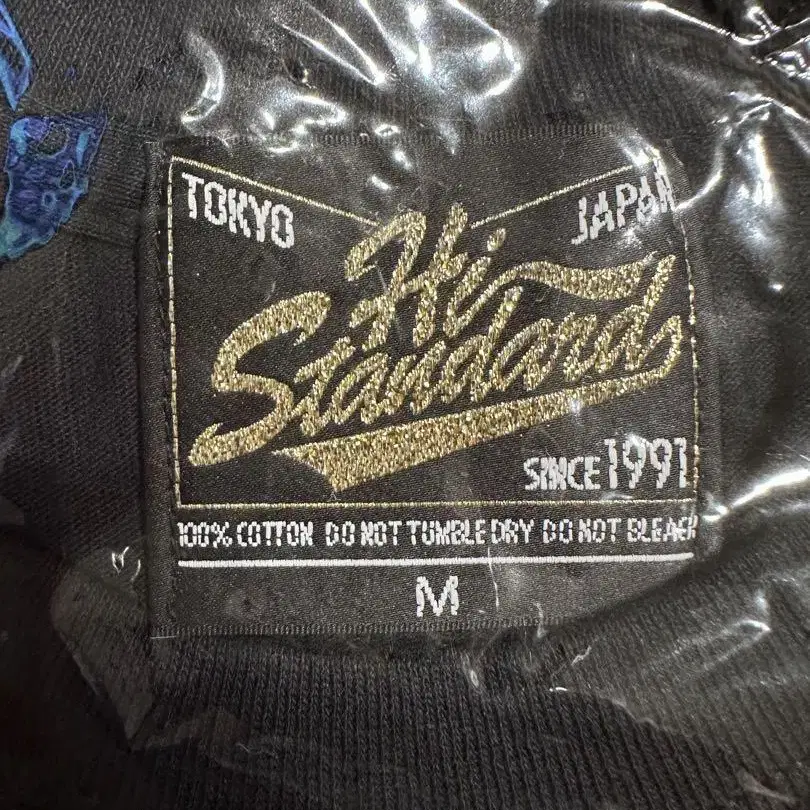 TOKYO JAPAN
Hi
Standard
SINCE 1991
100% COTTON DO NOT TUMBLE DRY DO NOT BLEACH
M